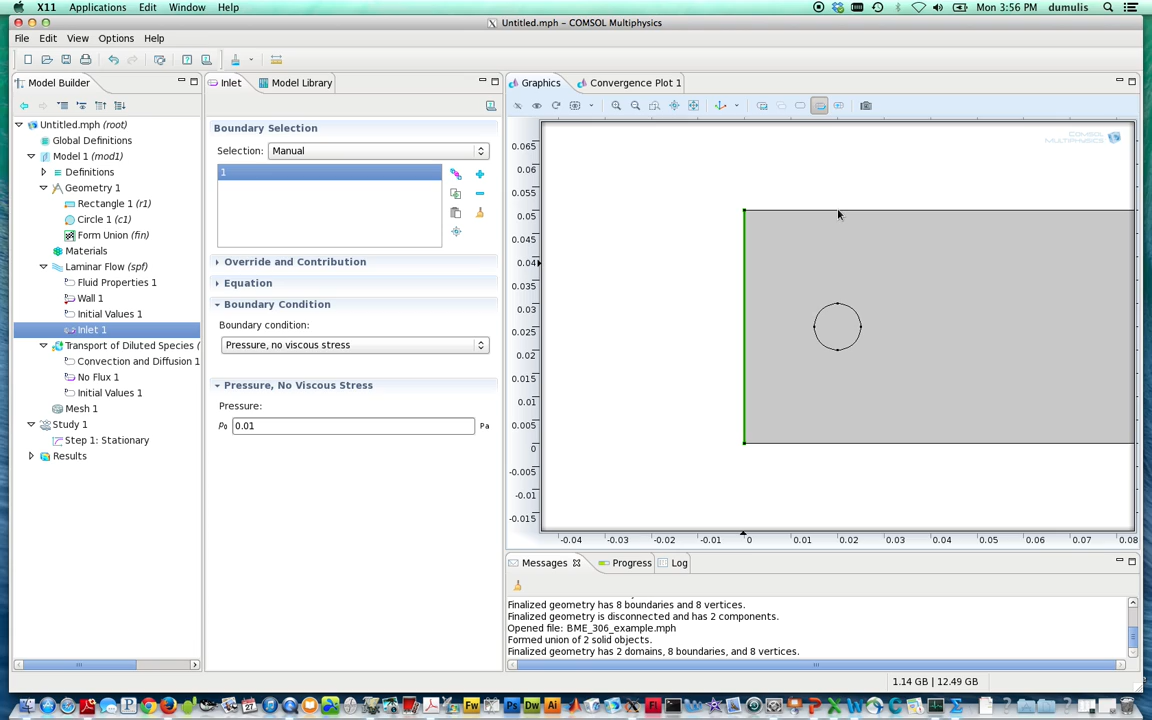 X11 Applications Edit Window Help Mon 3:56 PM dumulis
Untitled.mph — COMSOL Multiphysics
File Edit View Options Help
Model Builder
Inlet Model Library
Graphics Convergence Plot 1
Untitled.mph (root)
Global Definitions
Model 1 (mod1)
Definitions
Geometry 1
Rectangle 1 (r1)
Circle 1 (c1)
Form Union (fin)
Materials
Laminar Flow (spf)
Fluid Properties 1
Wall 1
Initial Values 1
Inlet 1
Transport of Diluted Species (
Convection and Diffusion 1
No Flux 1
Initial Values 1
Mesh 1
Study 1
Step 1: Stationary
Results
Boundary Selection
Selection: Manual
1
Override and Contribution
Equation
Boundary Condition
Boundary condition:
Pressure, no viscous stress
Pressure, No Viscous Stress
Pressure:
p0 0.01 Pa
COMSOL
MULTIPHYSICS
0.065
0.06
0.055
0.05
0.045
0.04
0.035
0.03
0.025
0.02
0.015
0.01
0.005
0
-0.005
-0.01
-0.015
-0.04 -0.03 -0.02 -0.01 0 0.01 0.02 0.03 0.04 0.05 0.06 0.07 0.08
Messages Progress Log
Finalized geometry has 8 boundaries and 8 vertices.
Finalized geometry is disconnected and has 2 components.
Opened file: BME_306_example.mph
Formed union of 2 solid objects.
Finalized geometry has 2 domains, 8 boundaries, and 8 vertices.
1.14 GB | 12.49 GB
Fw Ps Dw Ai Fl